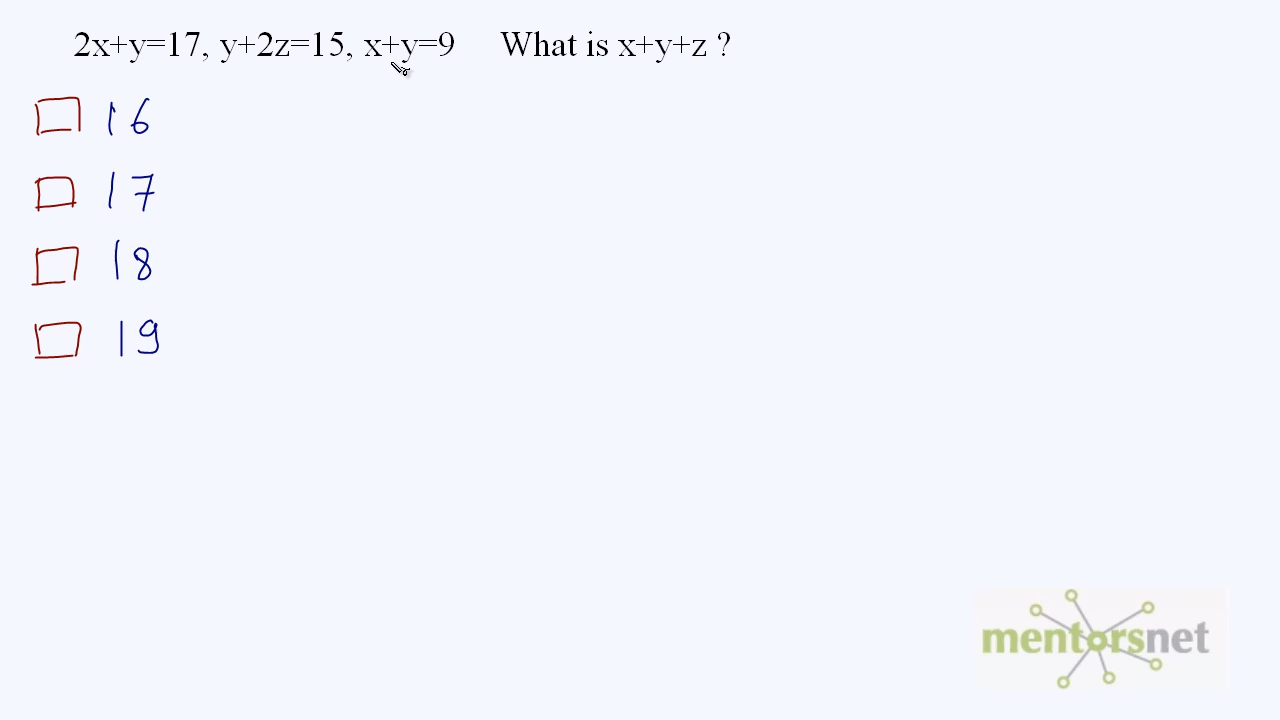 2x+y=17, y+2z=15, x+y=9 What is x+y+z ?
16
17
18
19
mentorsnet